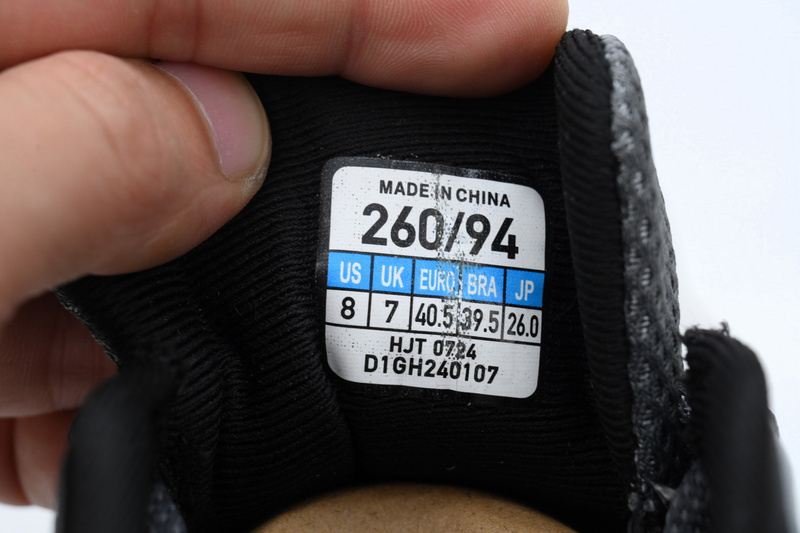 MADE IN CHINA
260/94
US UK EURO BRA JP
8 7 40.5 39.5 26.0
HJT 0724
D1GH240107